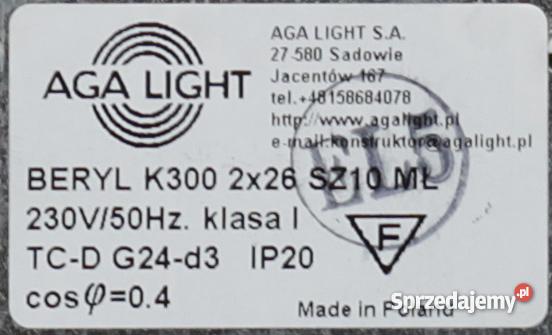 AGA LIGHT
AGA LIGHT S.A.
27-580 Sadowie
Jacentów 167
tel.+48158684078
http://www.agalight.pl
e-mail:konstruktor@agalight.pl
EL5
BERYL K300 2x26 SZ10 MŁ
230V/50Hz. klasa I
TC-D G24-d3 IP20
F
cosφ=0.4
Made in Poland
Sprzedajemy.pl